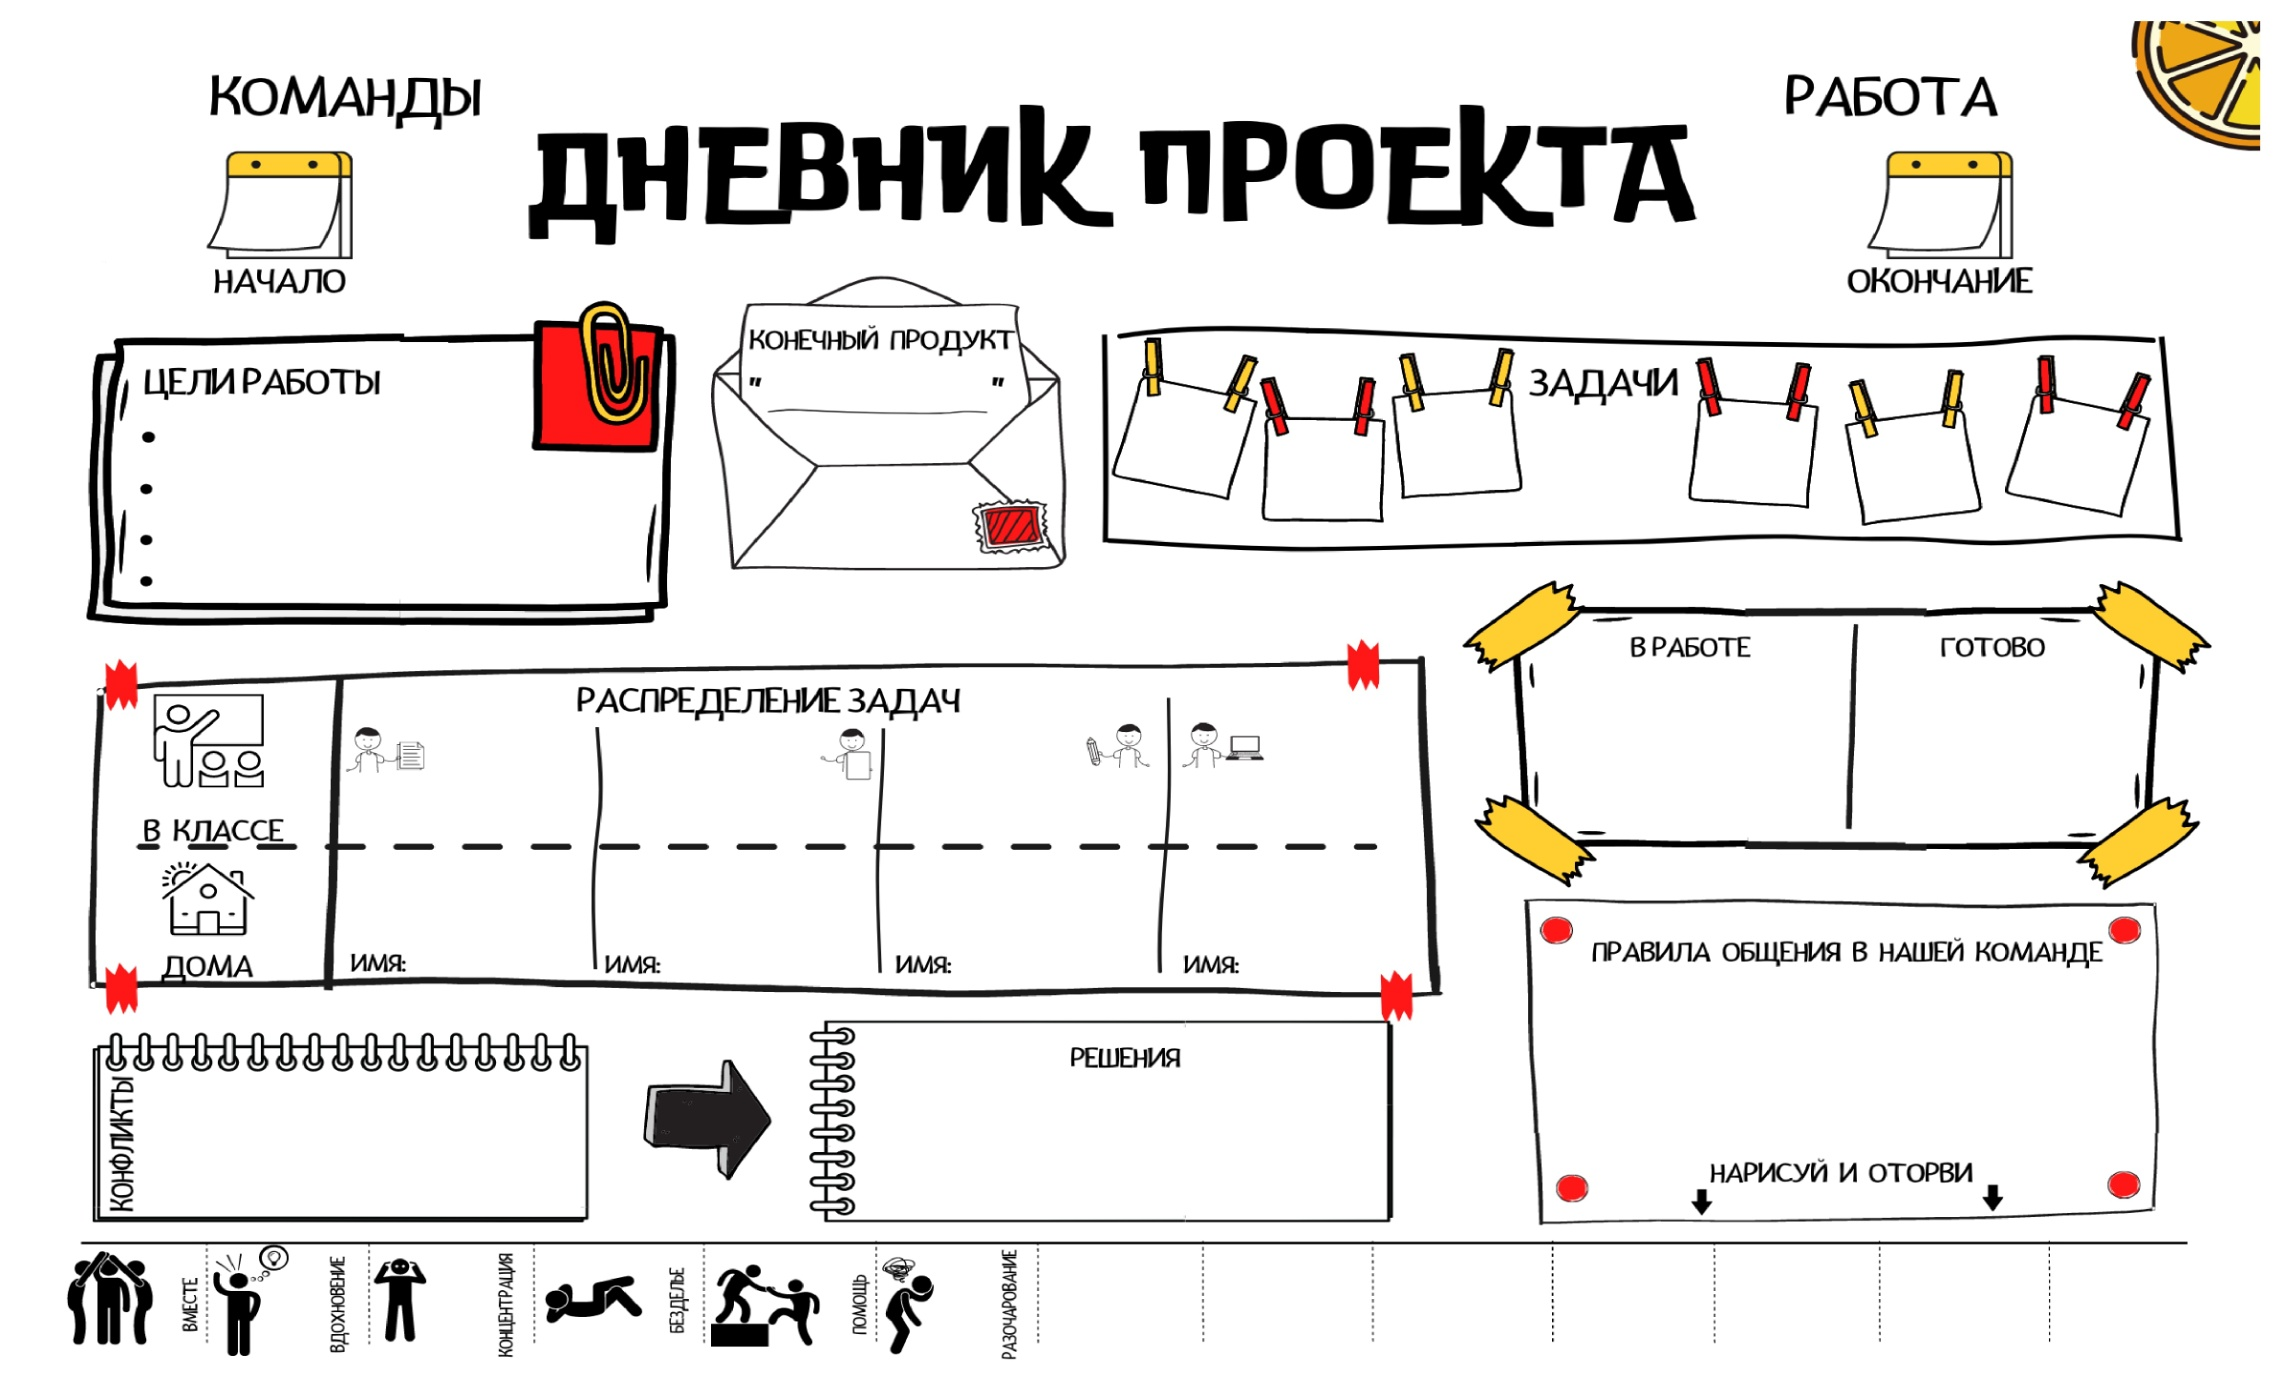 КОМАНДЫ
РАБОТА
ДНЕВНИК ПРОЕКТА
НАЧАЛО
ОКОНЧАНИЕ
ЦЕЛИ РАБОТЫ
КОНЕЧНЫЙ ПРОДУКТ
" "
ЗАДАЧИ
В РАБОТЕ
ГОТОВО
РАСПРЕДЕЛЕНИЕ ЗАДАЧ
В КЛАССЕ
ДОМА
ИМЯ:
ИМЯ:
ИМЯ:
ИМЯ:
ПРАВИЛА ОБЩЕНИЯ В НАШЕЙ КОМАНДЕ
НАРИСУЙ И ОТОРВИ
КОНФЛИКТЫ
РЕШЕНИЯ
ВМЕСТЕ
ВДОХНОВЕНИЕ
КОНЦЕНТРАЦИЯ
БЕЗДЕЛЬЕ
ПОМОЩЬ
РАЗОЧАРОВАНИЕ